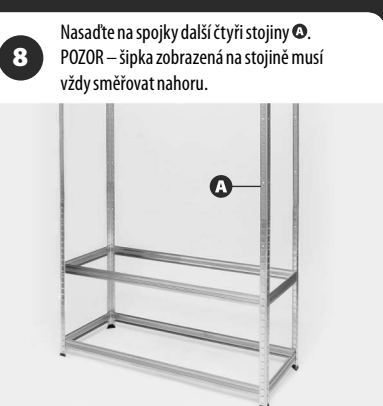 8
Nasaďte na spojky další čtyři stojiny A.
POZOR – šipka zobrazená na stojině musí
vždy směřovat nahoru.
A